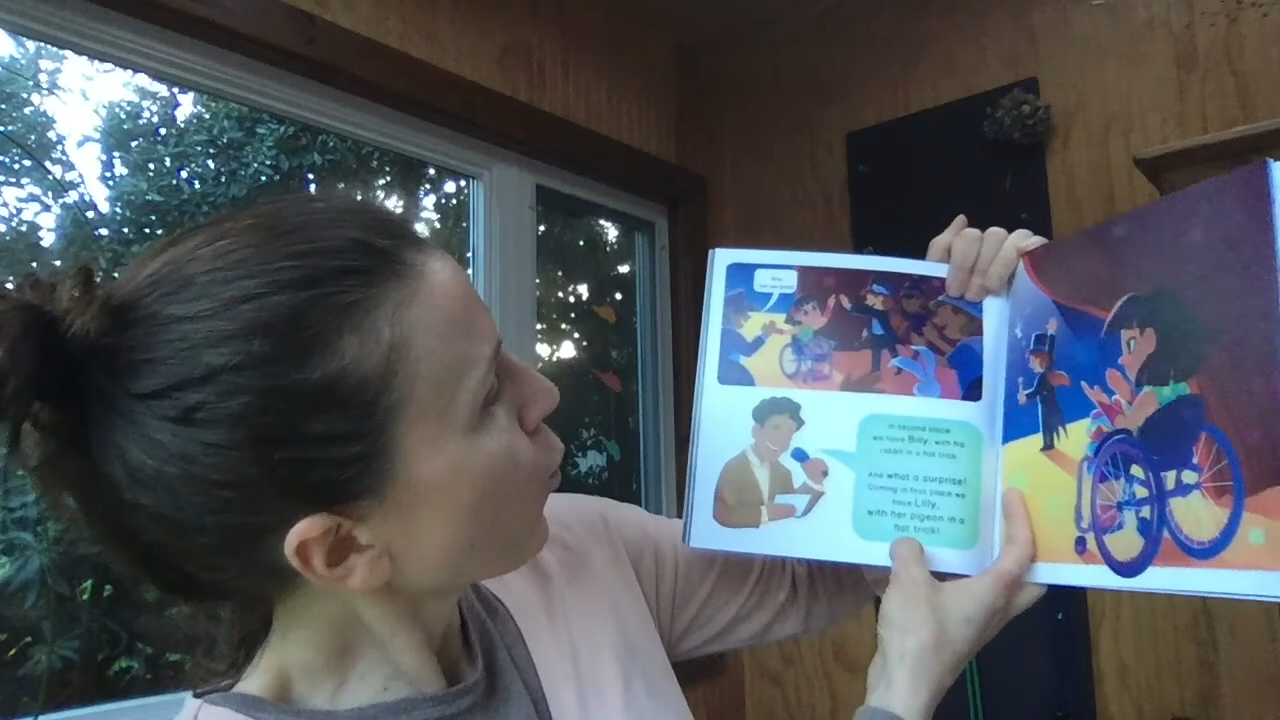 In second place
we have Billy, with his
rabbit in a hat trick
And what a surprise!
Coming in first place we
have Lilly,
with her pigeon in a
hat trick!